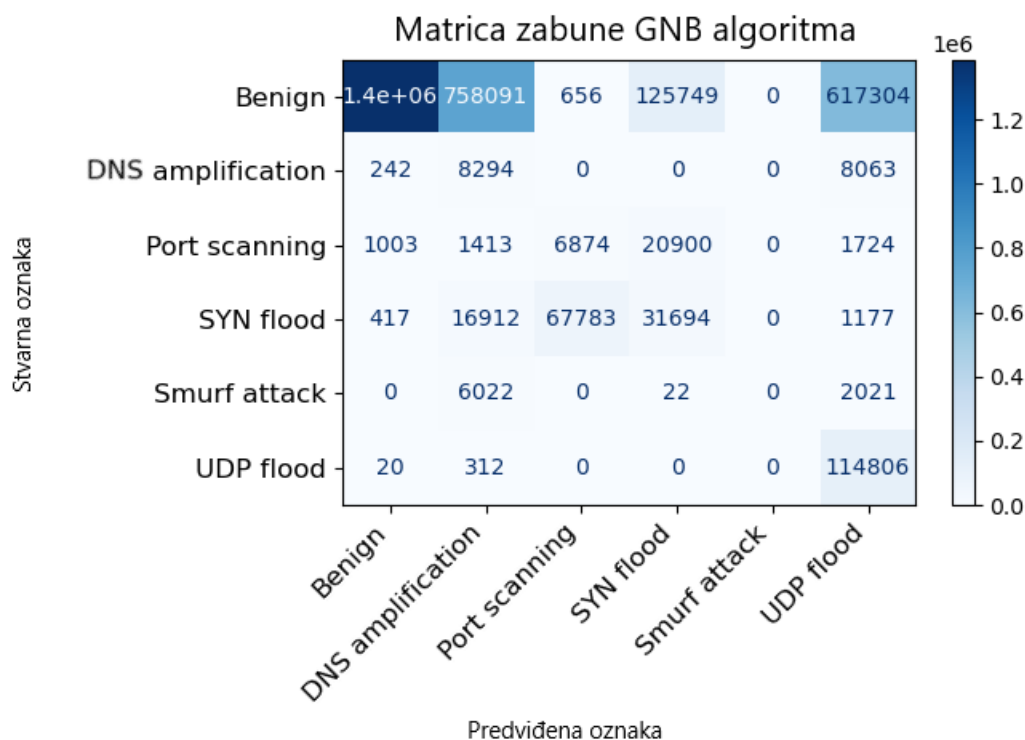 Matrica zabune GNB algoritma
1e6
Benign 1.4e+06 758091 656 125749 0 617304
DNS amplification 242 8294 0 0 0 8063
Port scanning 1003 1413 6874 20900 0 1724
SYN flood 417 16912 67783 31694 0 1177
Smurf attack 0 6022 0 22 0 2021
UDP flood 20 312 0 0 0 114806
Stvarna oznaka
1.2
1.0
0.8
0.6
0.4
0.2
0.0
Benign
DNS amplification
Port scanning
SYN flood
Smurf attack
UDP flood
Predviđena oznaka